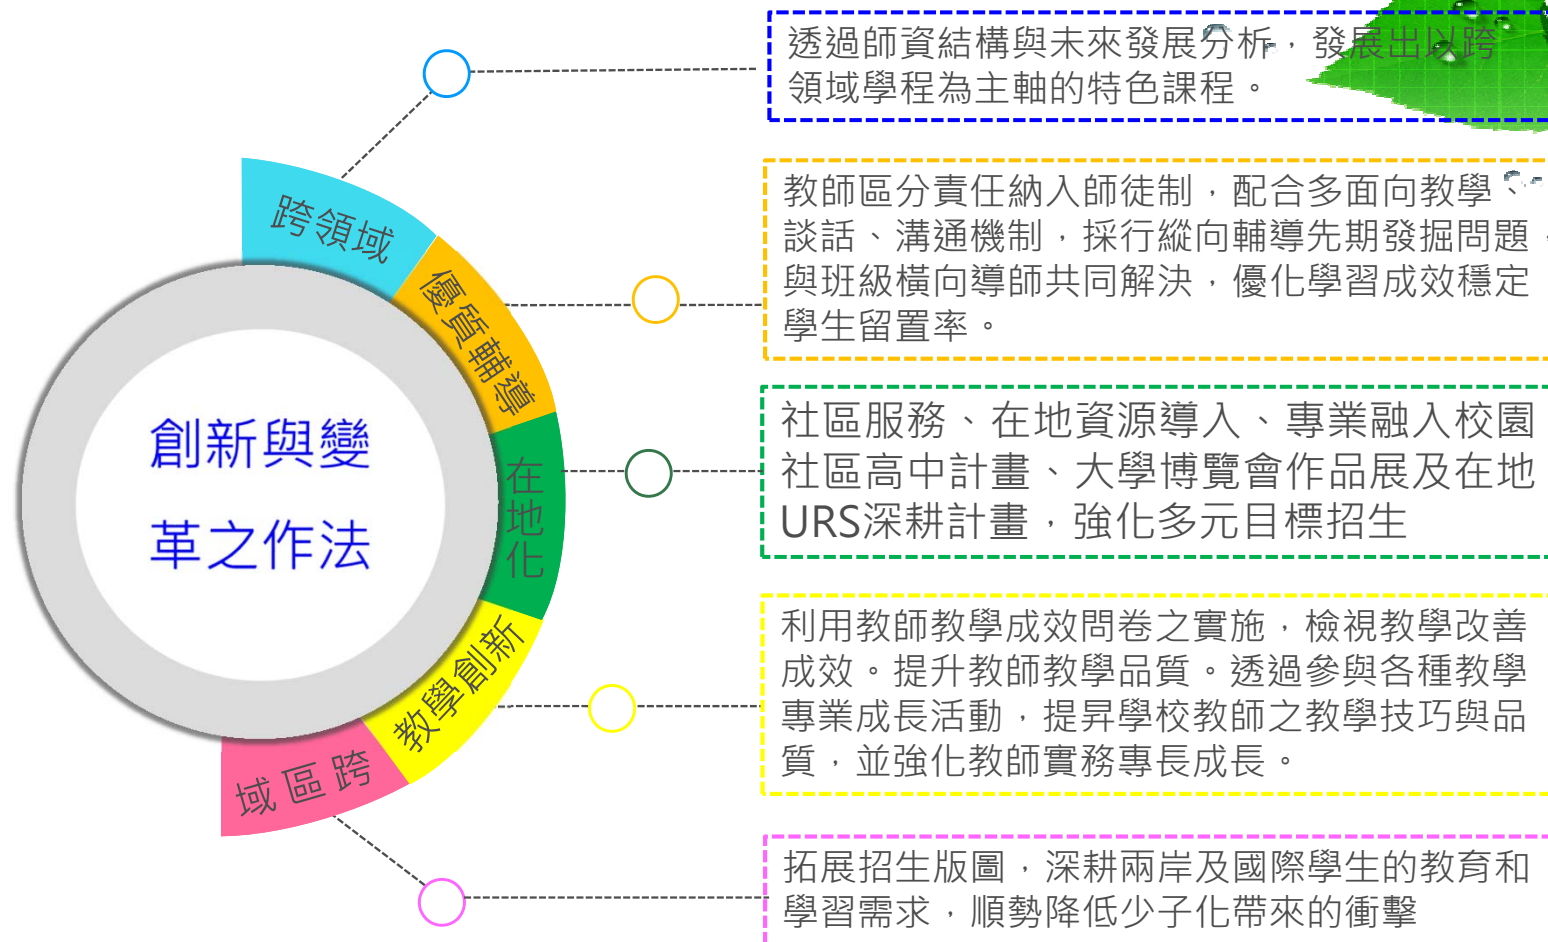 創新與變
革之作法
跨領域
透過師資結構與未來發展分析，發展出以跨
領域學程為主軸的特色課程。
優質輔導
教師區分責任納入師徒制，配合多面向教學、
談話、溝通機制，採行縱向輔導先期發掘問題，
與班級橫向導師共同解決，優化學習成效穩定
學生留置率。
在地化
社區服務、在地資源導入、專業融入校園
社區高中計畫、大學博覽會作品展及在地
URS深耕計畫，強化多元目標招生
教學創新
利用教師教學成效問卷之實施，檢視教學改善
成效。提升教師教學品質。透過參與各種教學
專業成長活動，提昇學校教師之教學技巧與品
質，並強化教師實務專長成長。
域區跨
拓展招生版圖，深耕兩岸及國際學生的教育和
學習需求，順勢降低少子化帶來的衝擊